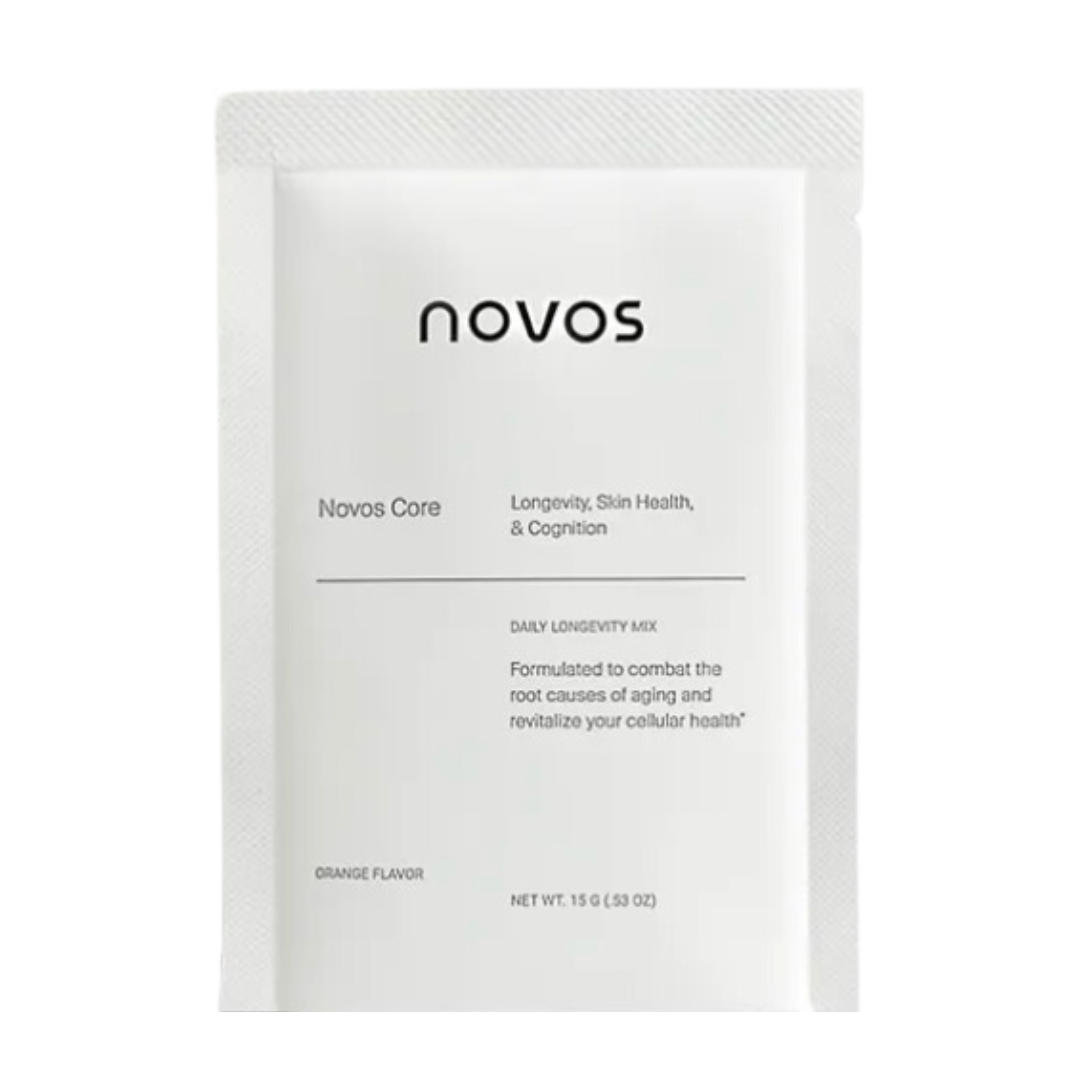 novos
Novos Core
Longevity, Skin Health,
& Cognition
DAILY LONGEVITY MIX
Formulated to combat the
root causes of aging and
revitalize your cellular health*
ORANGE FLAVOR
NET WT. 15 G (.53 OZ)